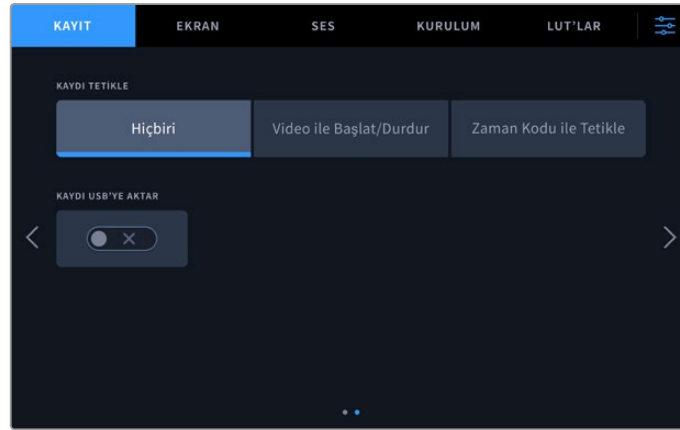 KAYIT EKRAN SES KURULUM LUT’LAR
KAYDI TETİKLE
Hiçbiri Video ile Başlat/Durdur Zaman Kodu ile Tetikle
KAYDI USB’YE AKTAR